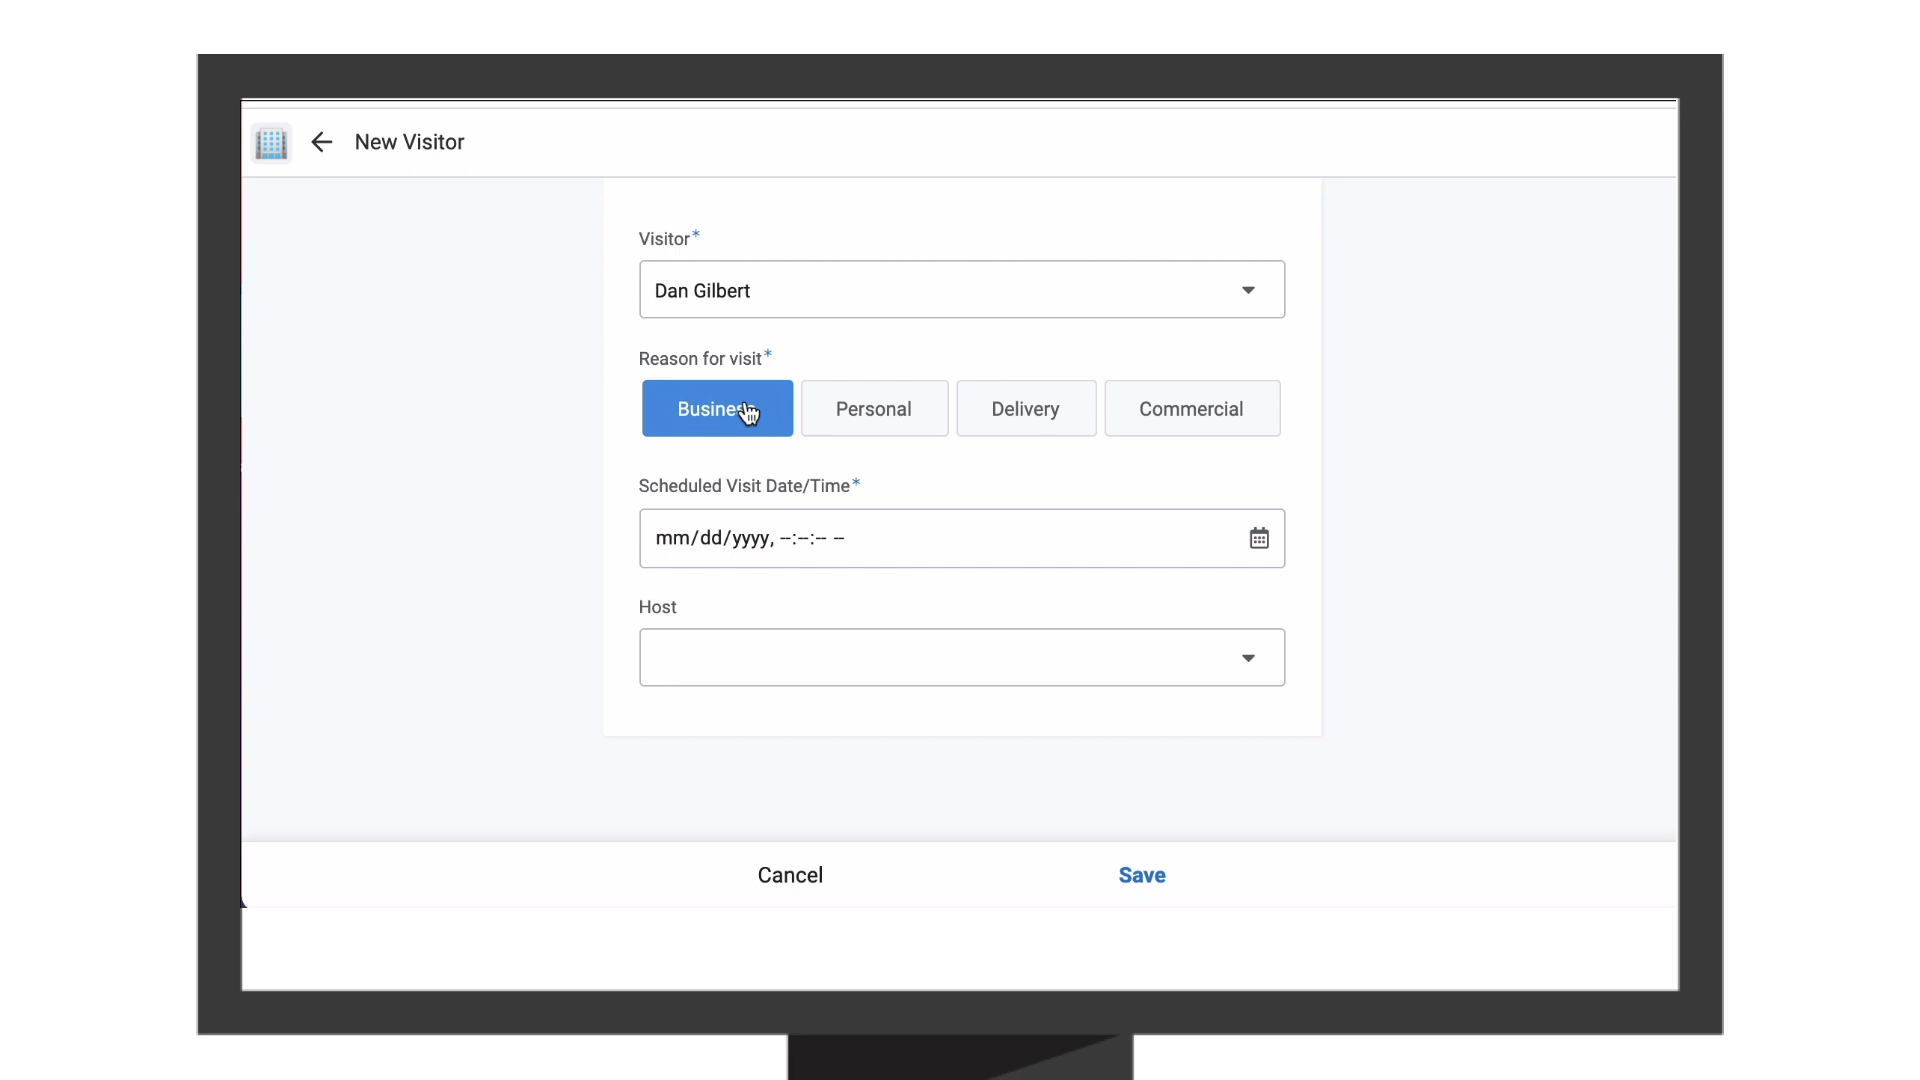 New Visitor
Visitor*
Dan Gilbert
Reason for visit*
Business Personal Delivery Commercial
Scheduled Visit Date/Time*
mm/dd/yyyy, --:--:-- --
Host
Cancel Save